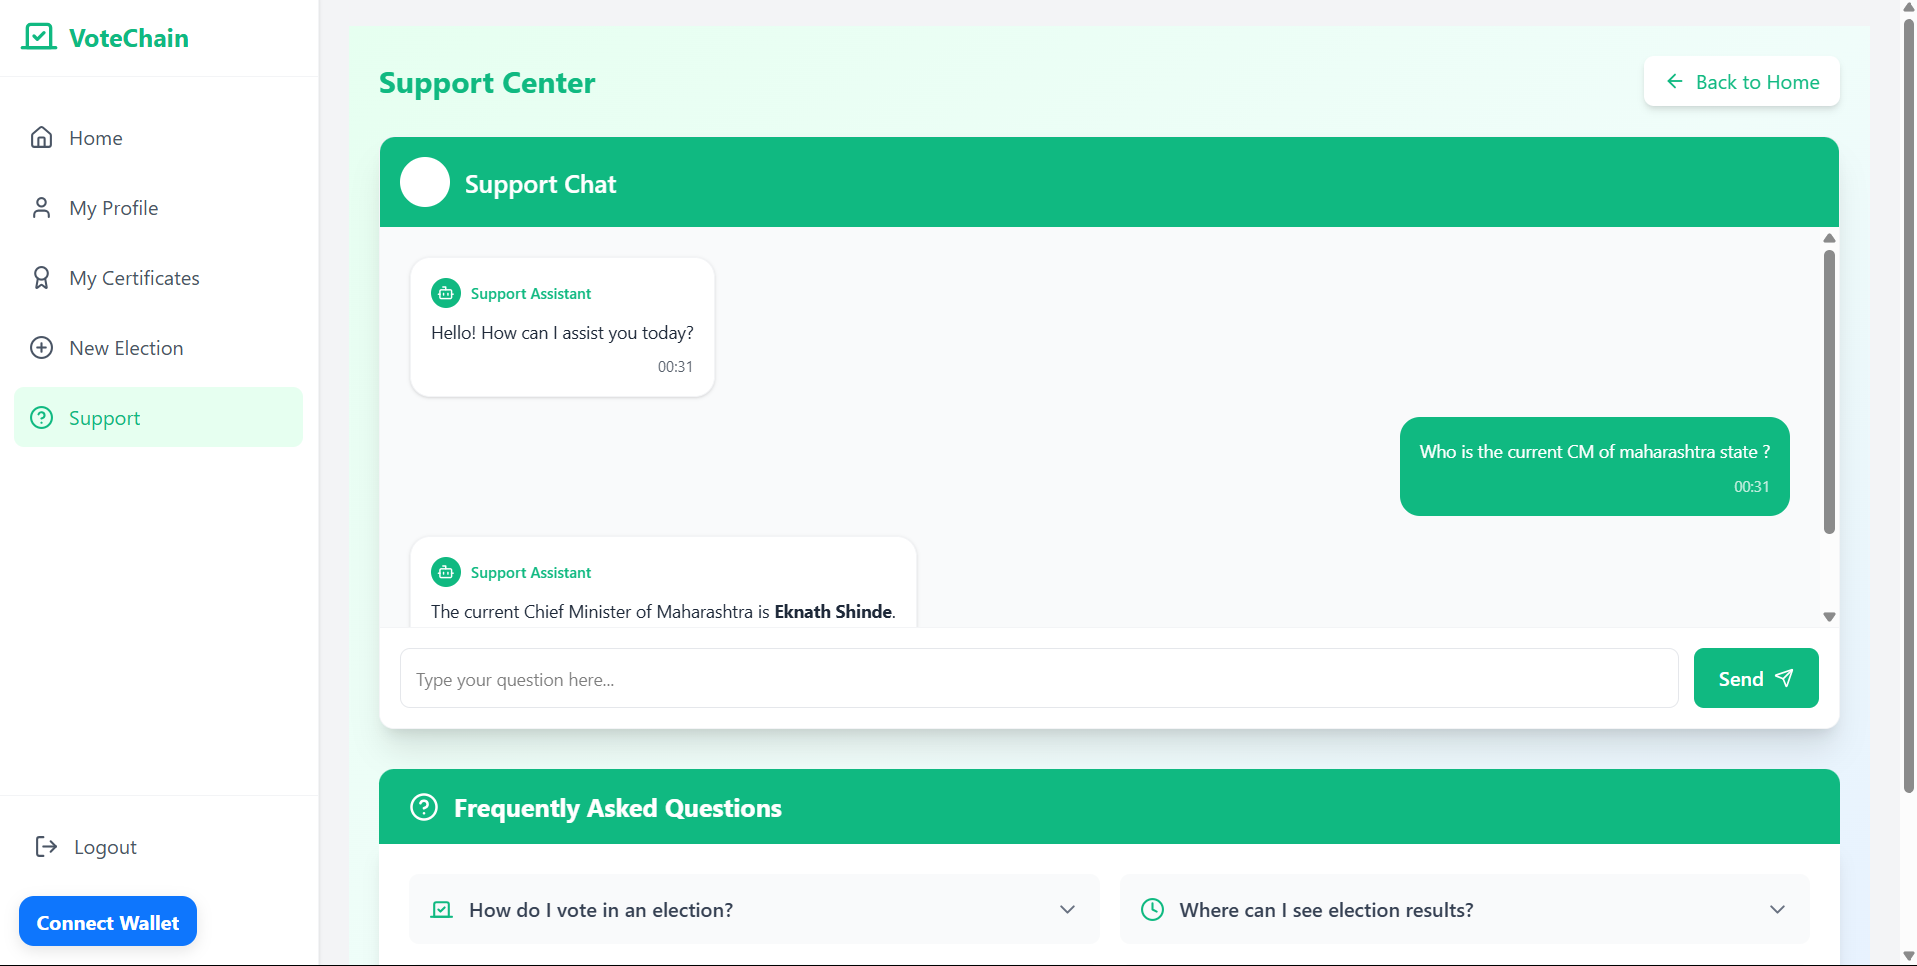 VoteChain
Home
My Profile
My Certificates
New Election
Support
Logout
Connect Wallet
Support Center
Back to Home
Support Chat
Support Assistant
Hello! How can I assist you today?
00:31
Who is the current CM of maharashtra state ?
00:31
Support Assistant
The current Chief Minister of Maharashtra is Eknath Shinde.
Type your question here...
Send
Frequently Asked Questions
How do I vote in an election?
Where can I see election results?